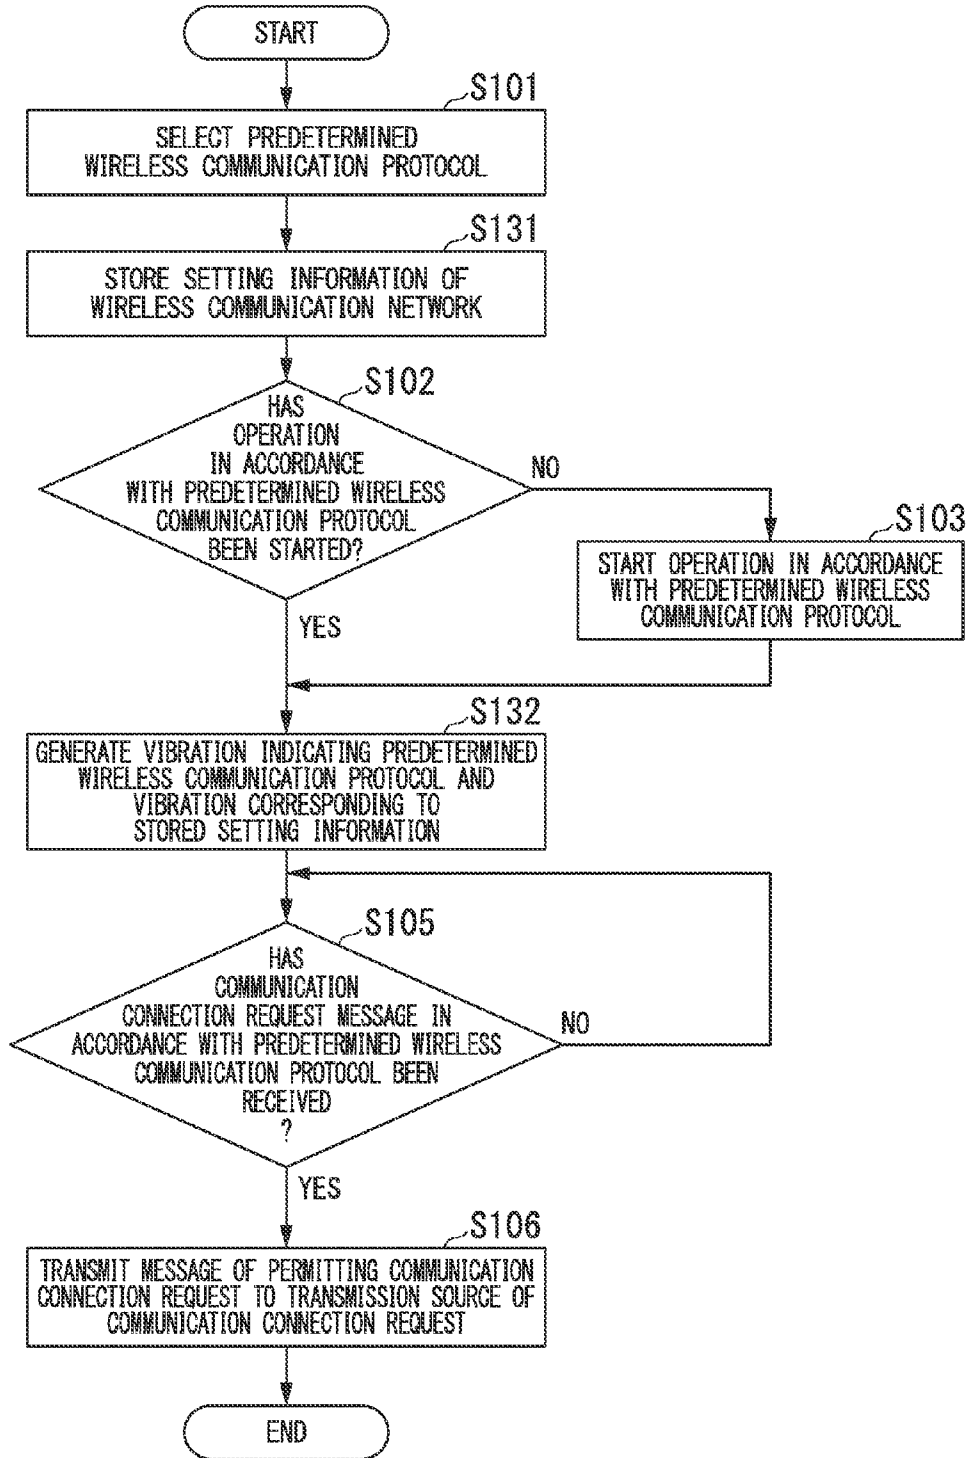 START
S101
SELECT PREDETERMINED
WIRELESS COMMUNICATION PROTOCOL
S131
STORE SETTING INFORMATION OF
WIRELESS COMMUNICATION NETWORK
S102
HAS
OPERATION
IN ACCORDANCE
WITH PREDETERMINED WIRELESS
COMMUNICATION PROTOCOL
BEEN STARTED?
NO
YES
S103
START OPERATION IN ACCORDANCE
WITH PREDETERMINED WIRELESS
COMMUNICATION PROTOCOL
S132
GENERATE VIBRATION INDICATING PREDETERMINED
WIRELESS COMMUNICATION PROTOCOL AND
VIBRATION CORRESPONDING TO
STORED SETTING INFORMATION
S105
HAS
COMMUNICATION
CONNECTION REQUEST MESSAGE IN
ACCORDANCE WITH PREDETERMINED WIRELESS
COMMUNICATION PROTOCOL BEEN
RECEIVED
?
NO
YES
S106
TRANSMIT MESSAGE OF PERMITTING COMMUNICATION
CONNECTION REQUEST TO TRANSMISSION SOURCE OF
COMMUNICATION CONNECTION REQUEST
END